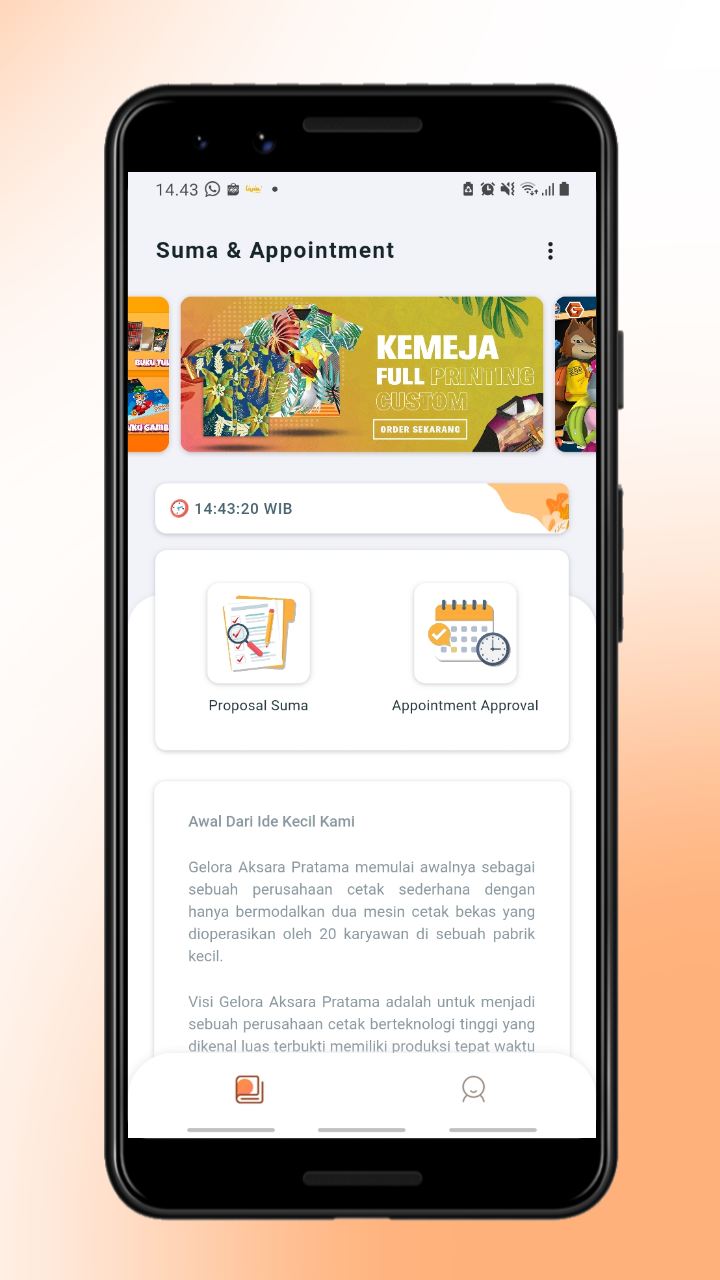 14.43
Suma & Appointment
BUKU TUL
KEMEJA
FULL PRINTING
CUSTOM
ORDER SEKARANG
14:43:20 WIB
Proposal Suma
Appointment Approval
Awal Dari Ide Kecil Kami
Gelora Aksara Pratama memulai awalnya sebagai
sebuah perusahaan cetak sederhana dengan
hanya bermodalkan dua mesin cetak bekas yang
dioperasikan oleh 20 karyawan di sebuah pabrik
kecil.
Visi Gelora Aksara Pratama adalah untuk menjadi
sebuah perusahaan cetak berteknologi tinggi yang
dikenal luas terbukti memiliki produksi tepat waktu